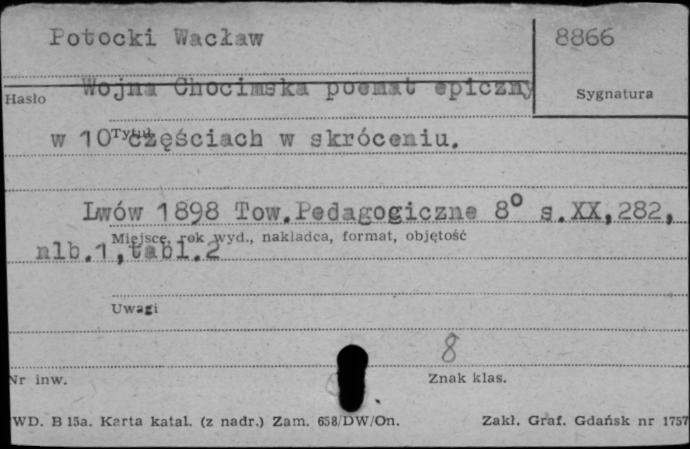 Potocki Wacław
8866
Wojna Chocimska poemat epiczny
Hasło
Sygnatura
Tytuł
w 10 częściach w skróceniu.
Lwów 1898 Tow.Pedagogiczne 8° s.XX,282,
Miejsce, rok wyd., nakładca, format, objętość
nlb.1,tabl.2
Uwagi
8
Nr inw.
Znak klas.
WD. B 15a. Karta katal. (z nadr.) Zam. 658/DW/On.
Zakł. Graf. Gdańsk nr 1757